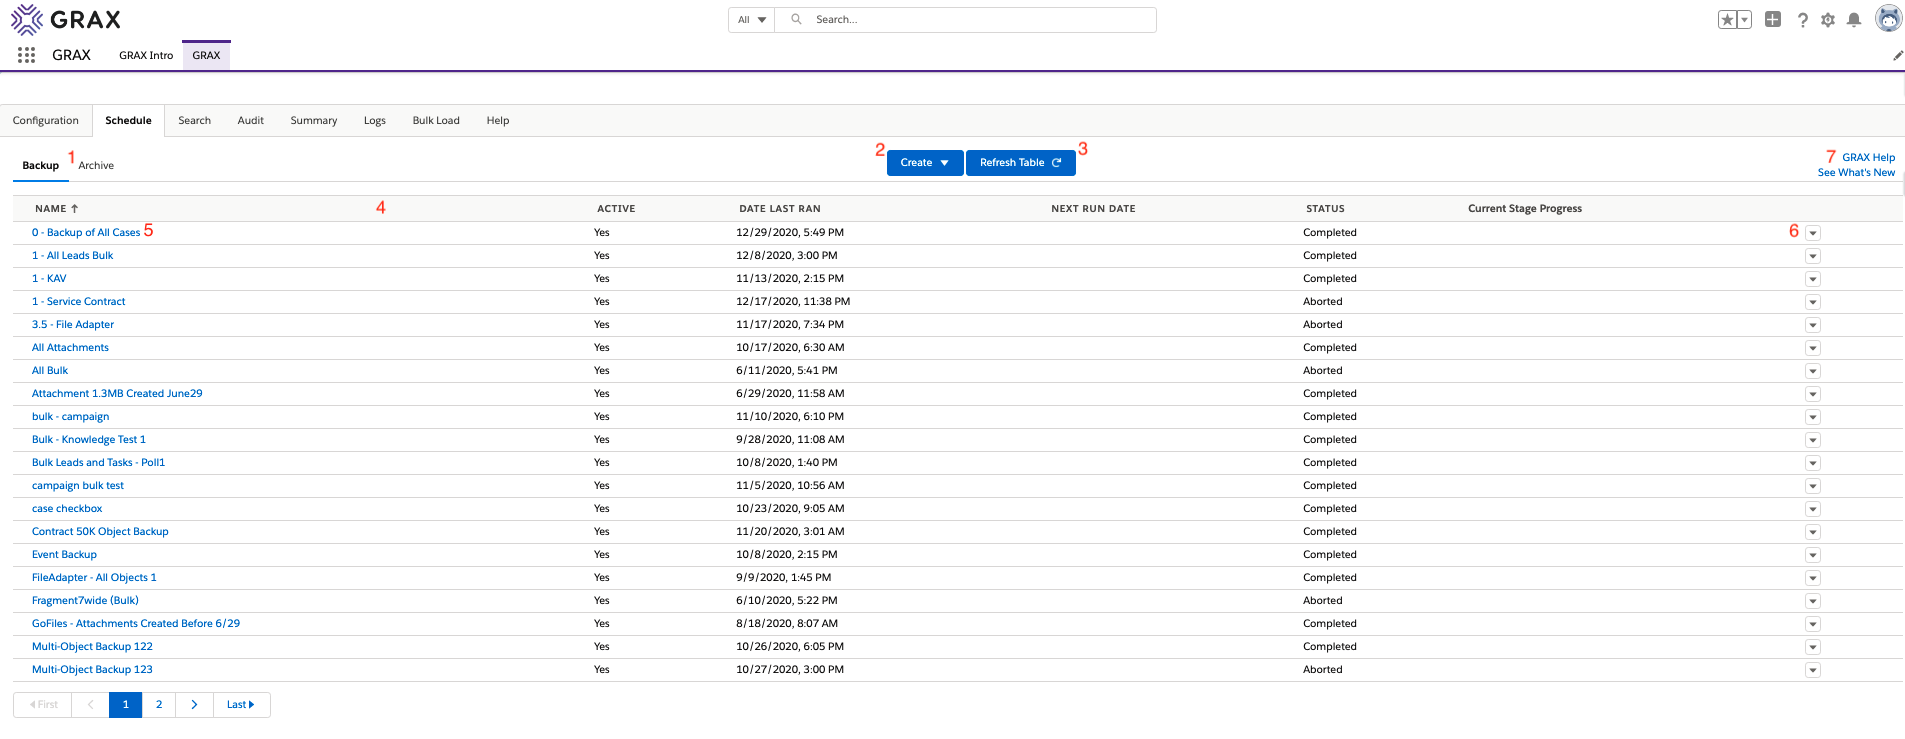 GRAX
All
Search...
GRAX
GRAX Intro
GRAX
Configuration
Schedule
Search
Audit
Summary
Logs
Bulk Load
Help
Backup
1
Archive
2
Create
Refresh Table
3
7
GRAX Help
See What's New
NAME ↑ 4 ACTIVE DATE LAST RAN NEXT RUN DATE STATUS Current Stage Progress
0 - Backup of All Cases 5 Yes 12/29/2020, 5:49 PM Completed 6
1 - All Leads Bulk Yes 12/8/2020, 3:00 PM Completed
1 - KAV Yes 11/13/2020, 2:15 PM Completed
1 - Service Contract Yes 12/17/2020, 11:38 PM Aborted
3.5 - File Adapter Yes 11/17/2020, 7:34 PM Aborted
All Attachments Yes 10/17/2020, 6:30 AM Completed
All Bulk Yes 6/11/2020, 5:41 PM Aborted
Attachment 1.3MB Created June29 Yes 6/29/2020, 11:58 AM Completed
bulk - campaign Yes 11/10/2020, 6:10 PM Completed
Bulk - Knowledge Test 1 Yes 9/28/2020, 11:08 AM Completed
Bulk Leads and Tasks - Poll1 Yes 10/8/2020, 1:40 PM Completed
campaign bulk test Yes 11/5/2020, 10:56 AM Completed
case checkbox Yes 10/23/2020, 9:05 AM Completed
Contract 50K Object Backup Yes 11/20/2020, 3:01 AM Completed
Event Backup Yes 10/8/2020, 2:15 PM Completed
FileAdapter - All Objects 1 Yes 9/9/2020, 1:45 PM Completed
Fragment7wide (Bulk) Yes 6/10/2020, 5:22 PM Aborted
GoFiles - Attachments Created Before 6/29 Yes 8/18/2020, 8:07 AM Completed
Multi-Object Backup 122 Yes 10/26/2020, 6:05 PM Completed
Multi-Object Backup 123 Yes 10/27/2020, 3:00 PM Aborted
First 1 2 Last